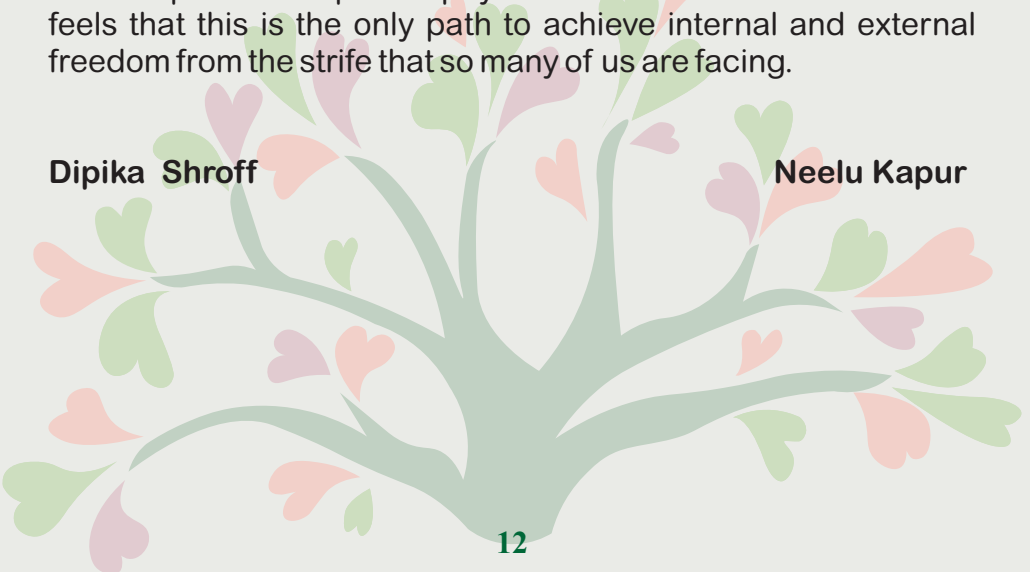 feels that this is the only path to achieve internal and external
freedom from the strife that so many of us are facing.
Dipika Shroff Neelu Kapur
12